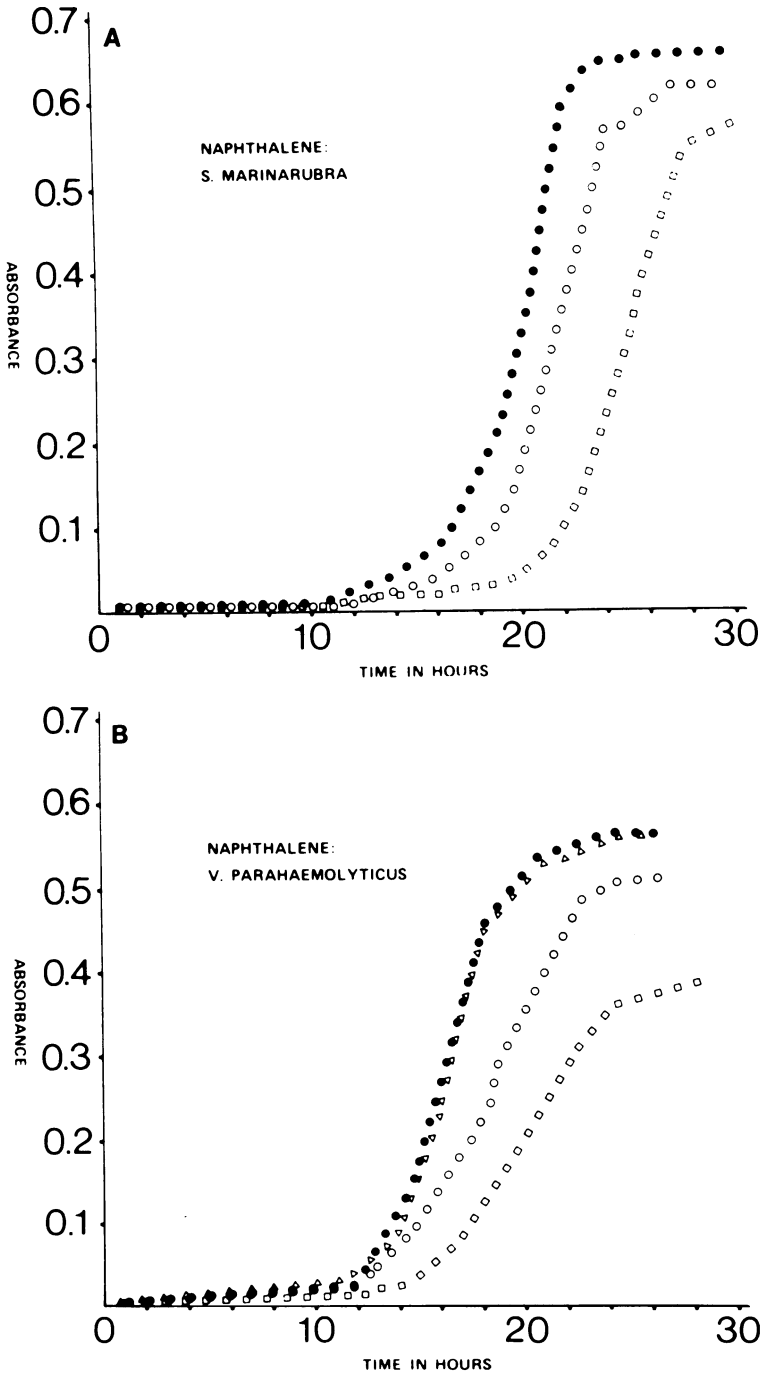 A
0.7
0.6
0.5
0.4
0.3
0.2
0.1
NAPHTHALENE:
S. MARINARUBRA
ABSORBANCE
0
10
20
30
TIME IN HOURS
B
0.7
0.6
0.5
0.4
0.3
0.2
0.1
NAPHTHALENE:
V. PARAHAEMOLYTICUS
ABSORBANCE
0
10
20
30
TIME IN HOURS